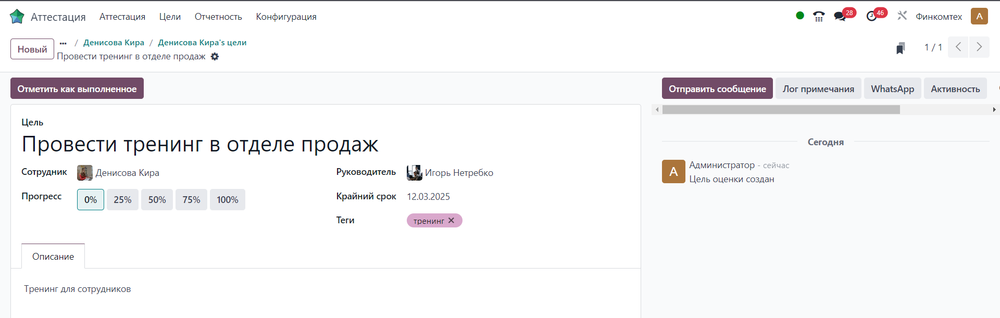 Аттестация Аттестация Цели Отчетность Конфигурация 28 46 Финкомтех A
Новый ... / Денисова Кира / Денисова Кира's цели
Провести тренинг в отделе продаж
1 / 1
Отметить как выполненное
Отправить сообщение Лог примечания WhatsApp Активность
Цель
Провести тренинг в отделе продаж
Сотрудник Денисова Кира
Руководитель Игорь Нетребко
Прогресс 0% 25% 50% 75% 100%
Крайний срок 12.03.2025
Теги тренинг ✕
Описание
Тренинг для сотрудников
Сегодня
A
Администратор - сейчас
Цель оценки создан